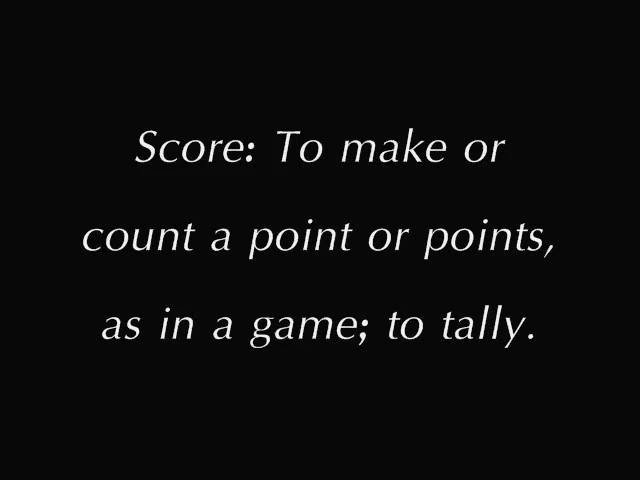 Score: To make or
count a point or points,
as in a game; to tally.